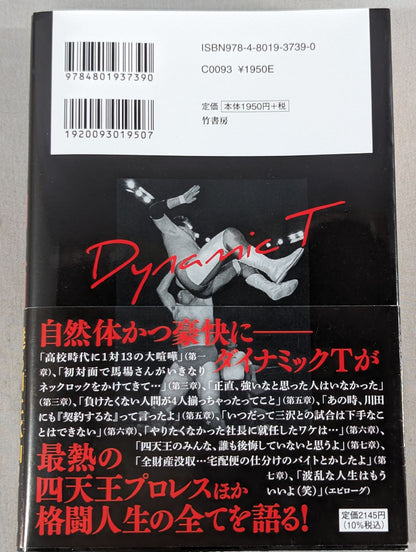 9784801937390
1920093019507
ISBN978-4-8019-3739-0
C0093 ¥1950E
定価 本体1950円+税
竹書房
Dynamic T
自然体かつ豪快に――
ダイナミックTが
「高校時代に1対13の大喧嘩」(第一
章)、「初対面で馬場さんがいきなり
ネックロックをかけてきて…」(第三章)、「正直、強いなと思った人はいなかった」
(第三章)、「負けたくない人間が4人揃っちゃったってこと」(第五章)、「あの時、川田
にも『契約するな』って言ったよ」(第五章)、「いつだって三沢との試合は下手なこ
とはできない」(第六章)、「やりたくなかった社長に就任したワケは…」(第六章)、
「四天王のみんな、誰も後悔していないと思うよ」(第七章)、
「全財産没収…宅配便の仕分けのバイトとかしたよ」(第
七章)、「波乱な人生はもう
いいよ(笑)」(エピローグ)
最熱の
四天王プロレスほか
格闘人生の全てを語る!
定価2145円
(10%税込)